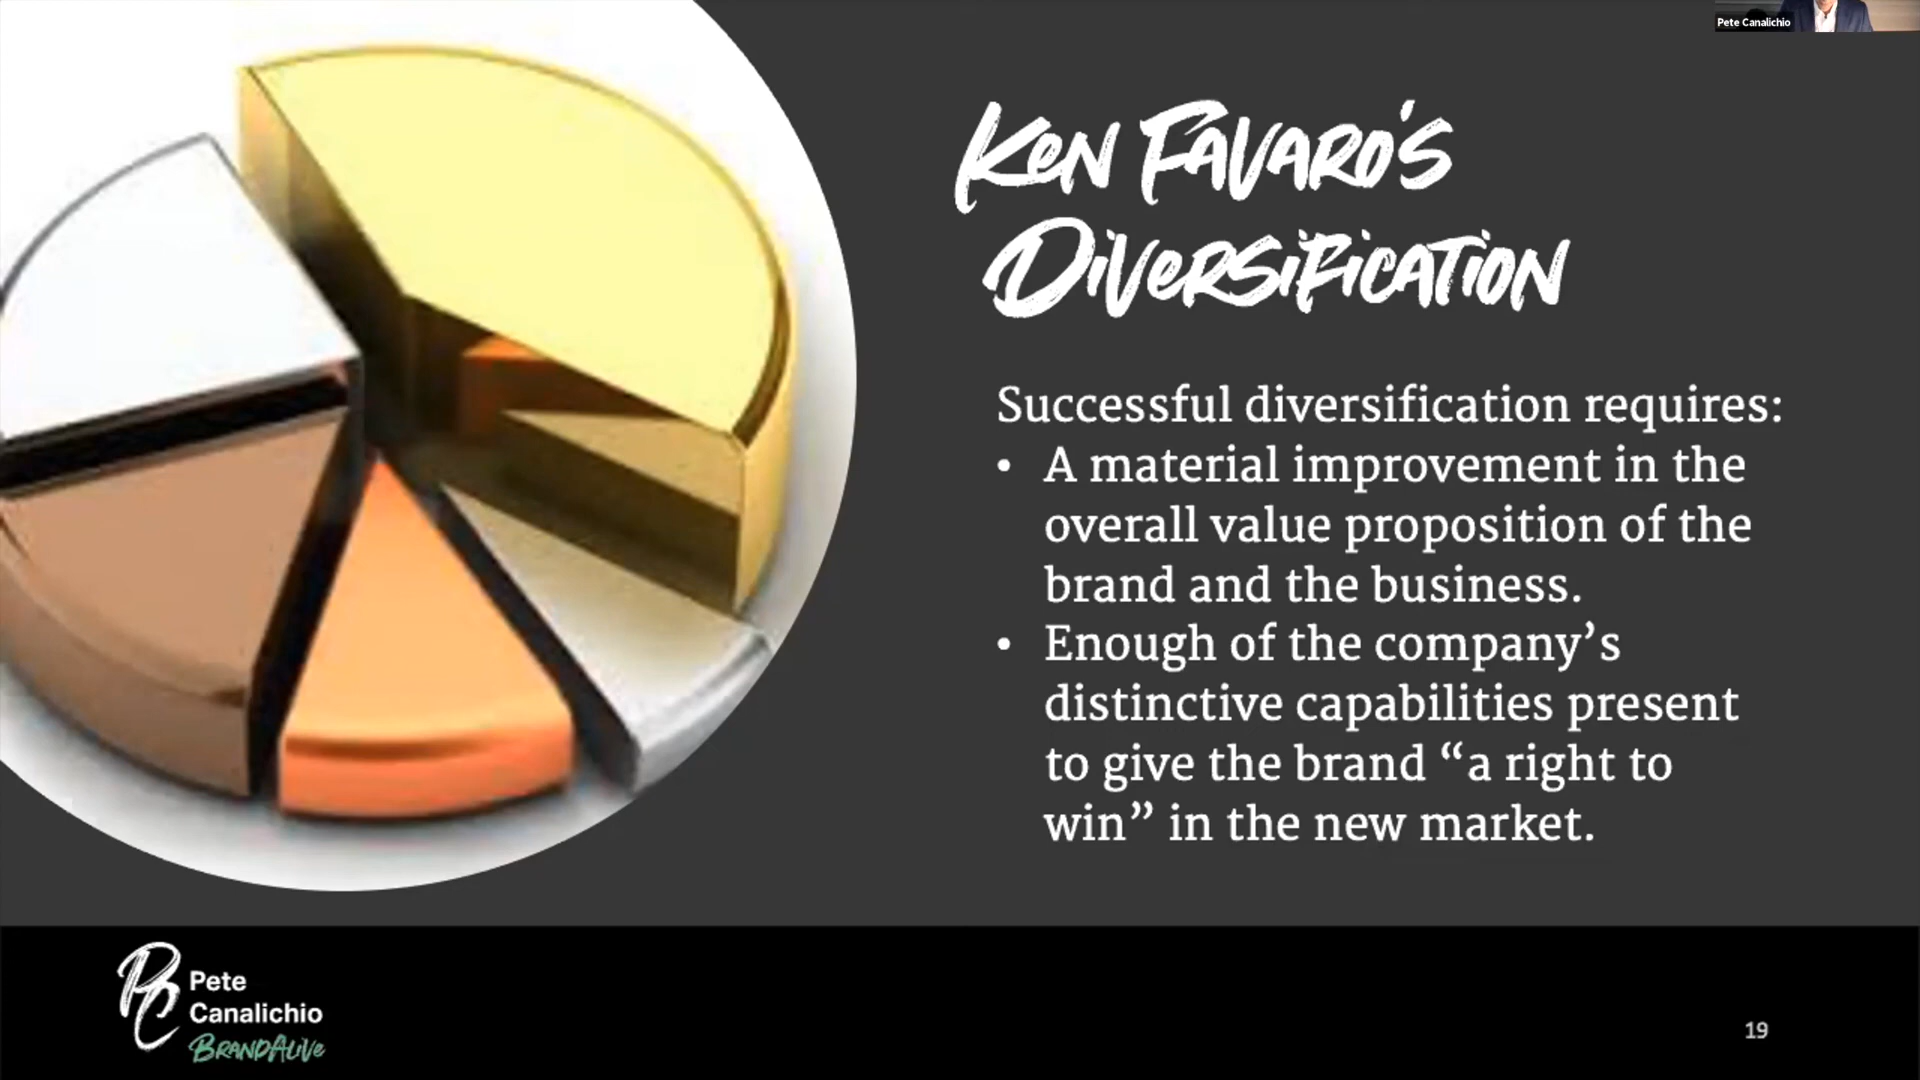 Pete Canalichio
Ken Favaro's
Diversification
Successful diversification requires:
• A material improvement in the
overall value proposition of the
brand and the business.
• Enough of the company’s
distinctive capabilities present
to give the brand “a right to
win” in the new market.
PC
Pete
Canalichio
BrandAlive
19